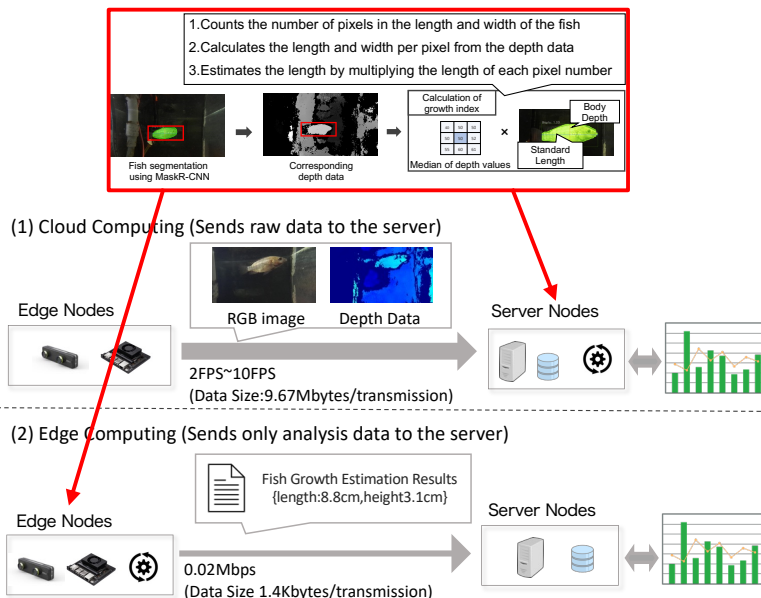 1.Counts the number of pixels in the length and width of the fish
2.Calculates the length and width per pixel from the depth data
3.Estimates the length by multiplying the length of each pixel number
Fish segmentation
using MaskR-CNN
Corresponding
depth data
Calculation of
growth index
×
Median of depth values
Body
Depth
Standard
Length
(1) Cloud Computing (Sends raw data to the server)
RGB image
Depth Data
Edge Nodes
Server Nodes
2FPS~10FPS
(Data Size:9.67Mbytes/transmission)
(2) Edge Computing (Sends only analysis data to the server)
Fish Growth Estimation Results
{length:8.8cm,height3.1cm}
Edge Nodes
Server Nodes
0.02Mbps
(Data Size 1.4Kbytes/transmission)